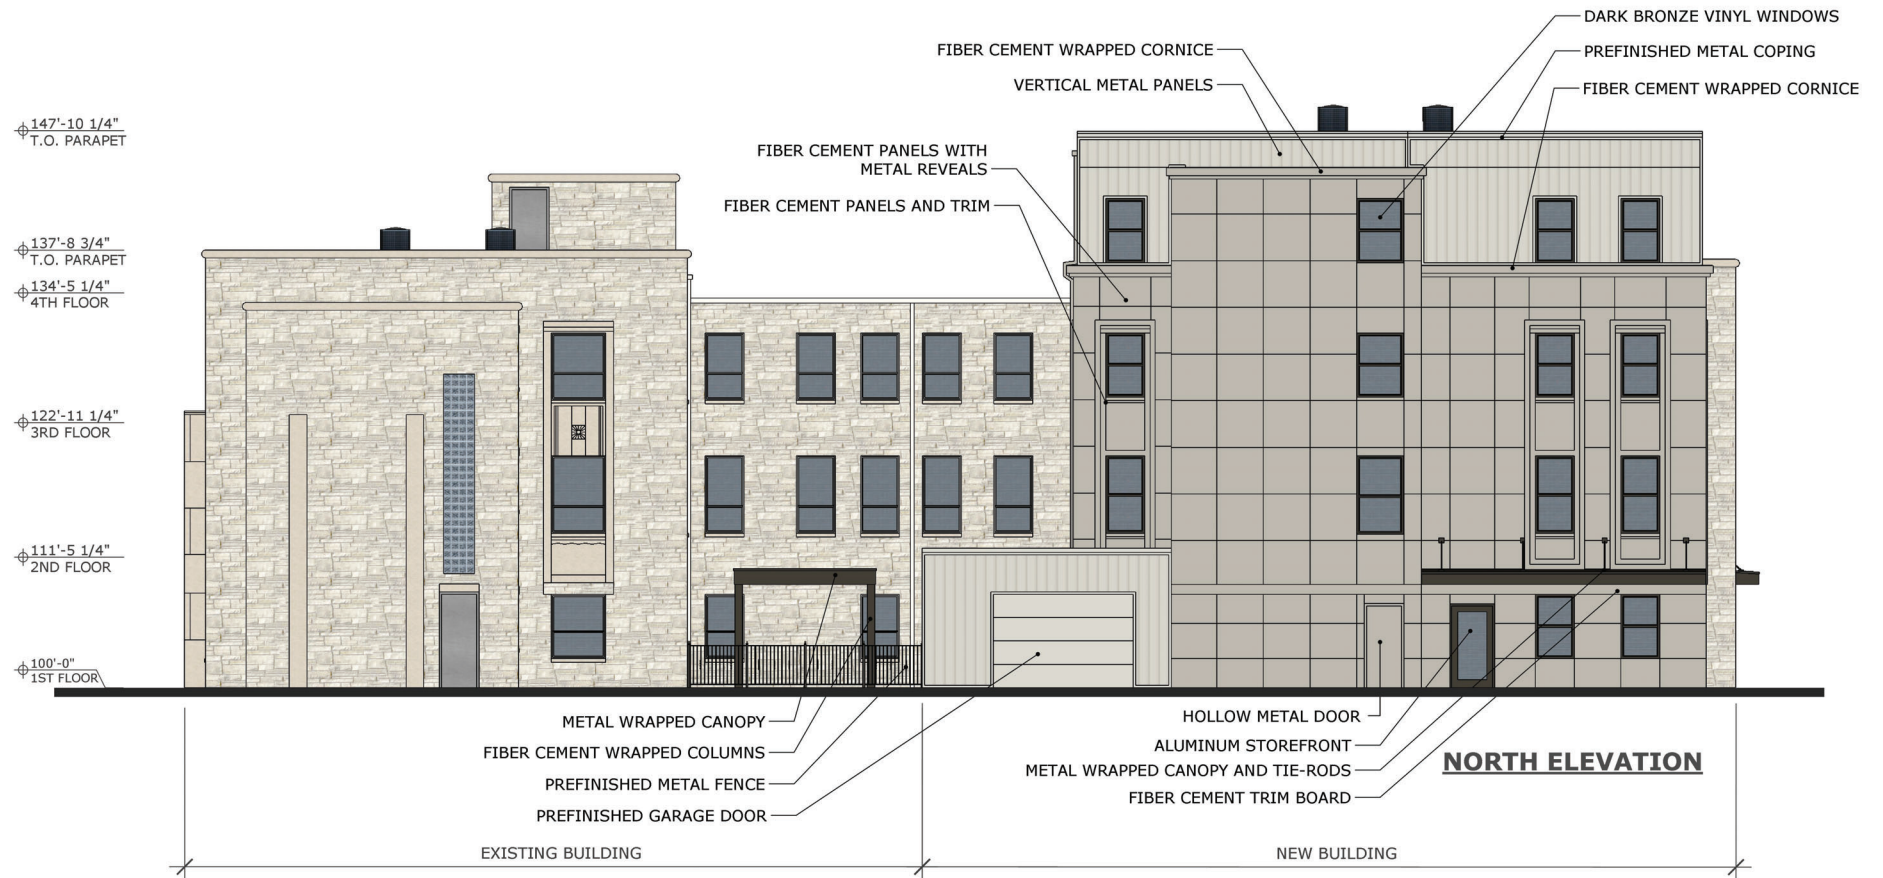 DARK BRONZE VINYL WINDOWS
FIBER CEMENT WRAPPED CORNICE
PREFINISHED METAL COPING
VERTICAL METAL PANELS
FIBER CEMENT WRAPPED CORNICE
147'-10 1/4"
T.O. PARAPET
FIBER CEMENT PANELS WITH
METAL REVEALS
FIBER CEMENT PANELS AND TRIM
137'-8 3/4"
T.O. PARAPET
134'-5 1/4"
4TH FLOOR
122'-11 1/4"
3RD FLOOR
111'-5 1/4"
2ND FLOOR
100'-0"
1ST FLOOR
METAL WRAPPED CANOPY
FIBER CEMENT WRAPPED COLUMNS
PREFINISHED METAL FENCE
PREFINISHED GARAGE DOOR
HOLLOW METAL DOOR
ALUMINUM STOREFRONT
METAL WRAPPED CANOPY AND TIE-RODS
FIBER CEMENT TRIM BOARD
NORTH ELEVATION
EXISTING BUILDING
NEW BUILDING